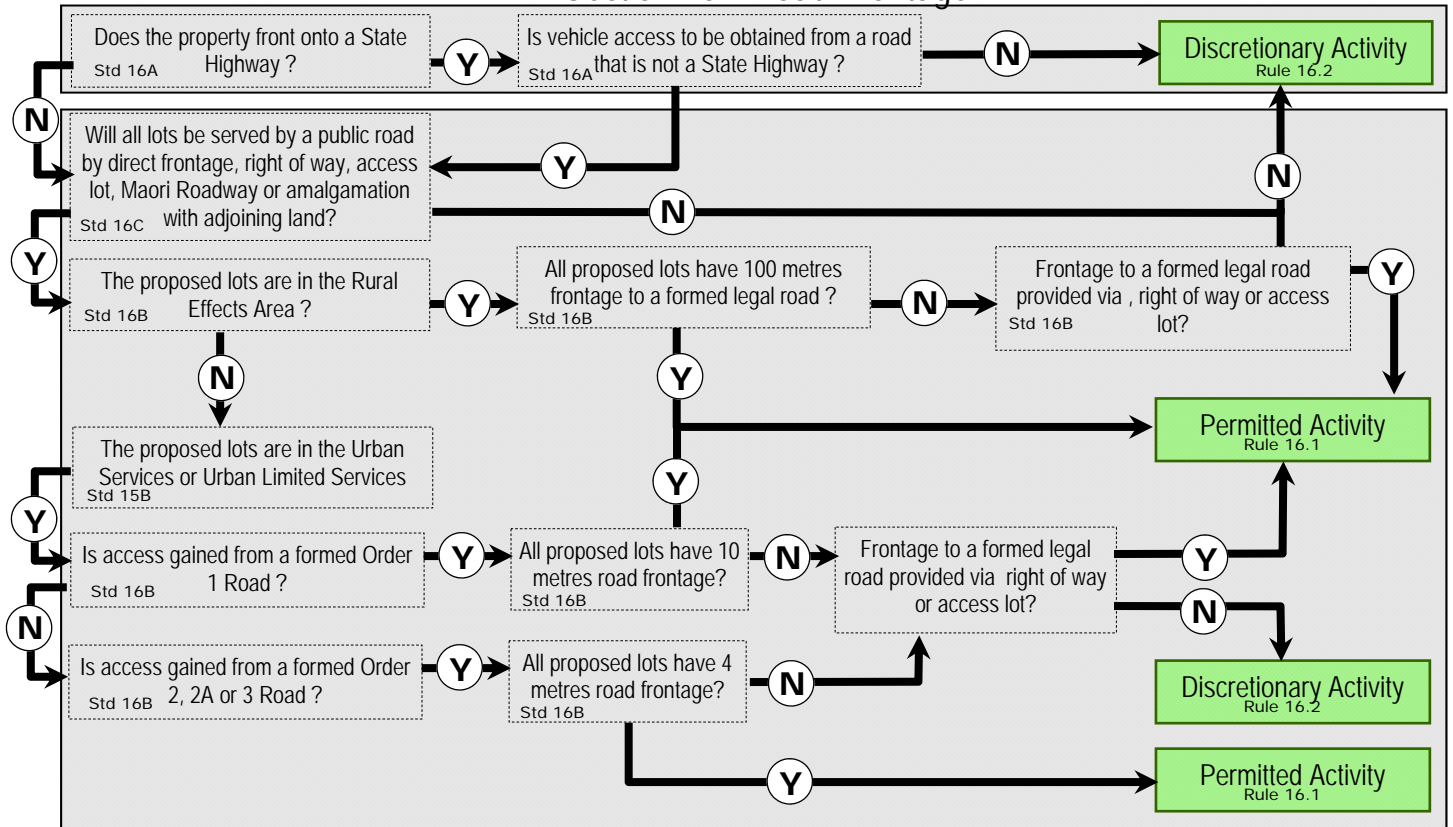 Does the property front onto a State
Highway ?
Std 16A
Y
Is vehicle access to be obtained from a road
that is not a State Highway ?
Std 16A
N
Discretionary Activity
Rule 16.2
N
Will all lots be served by a public road
by direct frontage, right of way, access
lot, Maori Roadway or amalgamation
with adjoining land?
Std 16C
Y
N
N
Y
The proposed lots are in the Rural
Effects Area ?
Std 16B
Y
All proposed lots have 100 metres
frontage to a formed legal road ?
Std 16B
N
Frontage to a formed legal road
provided via , right of way or access
lot?
Std 16B
Y
N
Y
Permitted Activity
Rule 16.1
The proposed lots are in the Urban
Services or Urban Limited Services
Std 15B
Y
Y
Is access gained from a formed Order
1 Road ?
Std 16B
Y
All proposed lots have 10
metres road frontage?
Std 16B
N
Frontage to a formed legal
road provided via right of way
or access lot?
Y
N
N
Is access gained from a formed Order
2, 2A or 3 Road ?
Std 16B
Y
All proposed lots have 4
metres road frontage?
Std 16B
N
Discretionary Activity
Rule 16.2
Y
Permitted Activity
Rule 16.1